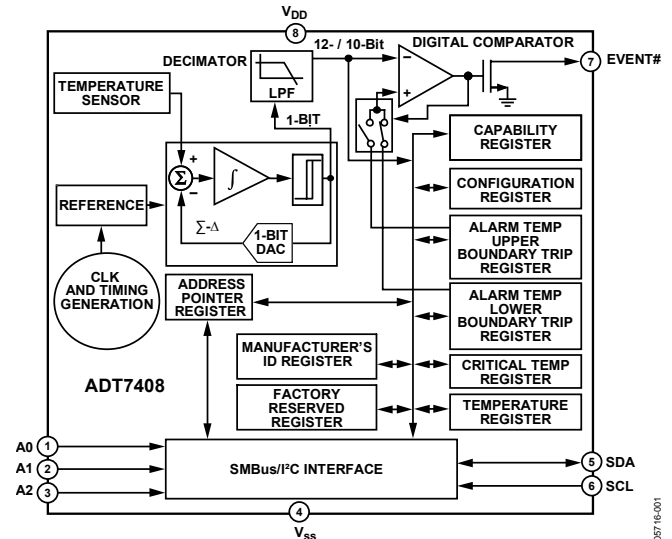 VDD
8
12- / 10-Bit
DIGITAL COMPARATOR
DECIMATOR
LPF
−
+
7
EVENT#
TEMPERATURE
SENSOR
1-BIT
CAPABILITY
REGISTER
+
Σ
−
∫
CONFIGURATION
REGISTER
REFERENCE
Σ-Δ
1-BIT
DAC
ALARM TEMP
UPPER
BOUNDARY TRIP
REGISTER
CLK
AND TIMING
GENERATION
ADDRESS
POINTER
REGISTER
ALARM TEMP
LOWER
BOUNDARY TRIP
REGISTER
MANUFACTURER'S
ID REGISTER
CRITICAL TEMP
REGISTER
ADT7408
FACTORY
RESERVED
REGISTER
TEMPERATURE
REGISTER
A0 1
A1 2
A2 3
SMBus/I²C INTERFACE
5 SDA
6 SCL
4
VSS
05716-001